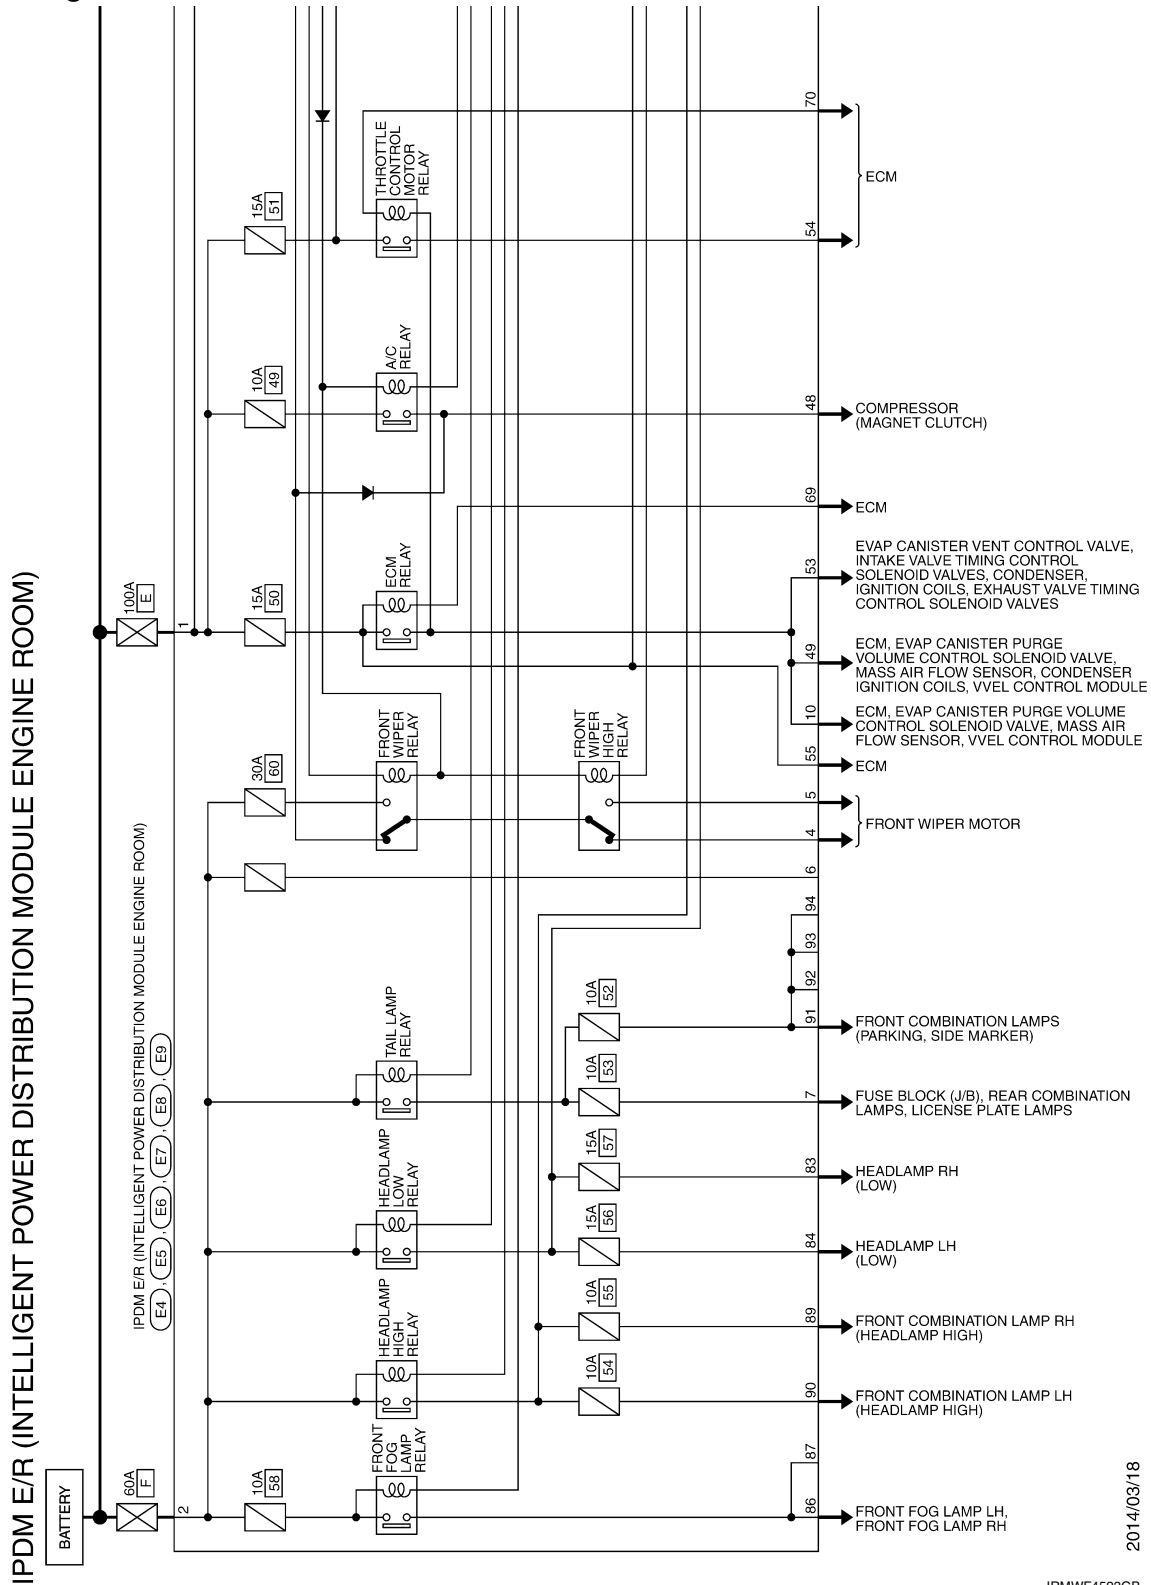 IPDM E/R (INTELLIGENT POWER DISTRIBUTION MODULE ENGINE ROOM)
BATTERY
60A
F
100A
E
IPDM E/R (INTELLIGENT POWER DISTRIBUTION MODULE ENGINE ROOM)
E4 , E5 , E6 , E7 , E8 , E9
2
1
10A
58
30A
60
15A
50
10A
49
15A
51
FRONT
FOG
LAMP
RELAY
HEADLAMP
HIGH
RELAY
HEADLAMP
LOW
RELAY
TAIL LAMP
RELAY
FRONT
WIPER
RELAY
ECM
RELAY
A/C
RELAY
THROTTLE
CONTROL
MOTOR
RELAY
10A
54
10A
55
15A
56
15A
57
10A
53
10A
52
FRONT
WIPER
HIGH
RELAY
70
54
ECM
48
COMPRESSOR
(MAGNET CLUTCH)
69
ECM
53
EVAP CANISTER VENT CONTROL VALVE,
INTAKE VALVE TIMING CONTROL
SOLENOID VALVES, CONDENSER,
IGNITION COILS, EXHAUST VALVE TIMING
CONTROL SOLENOID VALVES
49
ECM, EVAP CANISTER PURGE
VOLUME CONTROL SOLENOID VALVE,
MASS AIR FLOW SENSOR, CONDENSER
IGNITION COILS, VVEL CONTROL MODULE
10
ECM, EVAP CANISTER PURGE VOLUME
CONTROL SOLENOID VALVE, MASS AIR
FLOW SENSOR, VVEL CONTROL MODULE
55
ECM
5
4
FRONT WIPER MOTOR
6
94
93
92
91
FRONT COMBINATION LAMPS
(PARKING, SIDE MARKER)
7
FUSE BLOCK (J/B), REAR COMBINATION
LAMPS, LICENSE PLATE LAMPS
83
HEADLAMP RH
(LOW)
84
HEADLAMP LH
(LOW)
89
FRONT COMBINATION LAMP RH
(HEADLAMP HIGH)
90
FRONT COMBINATION LAMP LH
(HEADLAMP HIGH)
87
86
FRONT FOG LAMP LH,
FRONT FOG LAMP RH
2014/03/18